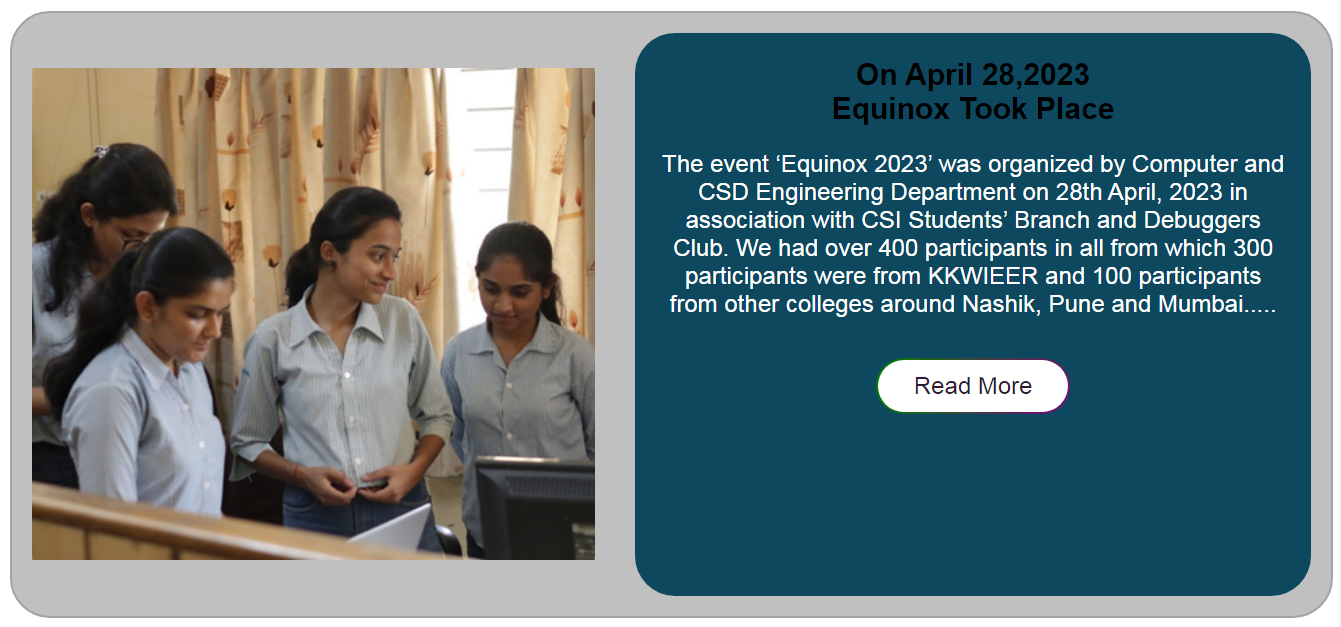 On April 28,2023
Equinox Took Place
The event ‘Equinox 2023’ was organized by Computer and
CSD Engineering Department on 28th April, 2023 in
association with CSI Students’ Branch and Debuggers
Club. We had over 400 participants in all from which 300
participants were from KKWIEER and 100 participants
from other colleges around Nashik, Pune and Mumbai.....
Read More